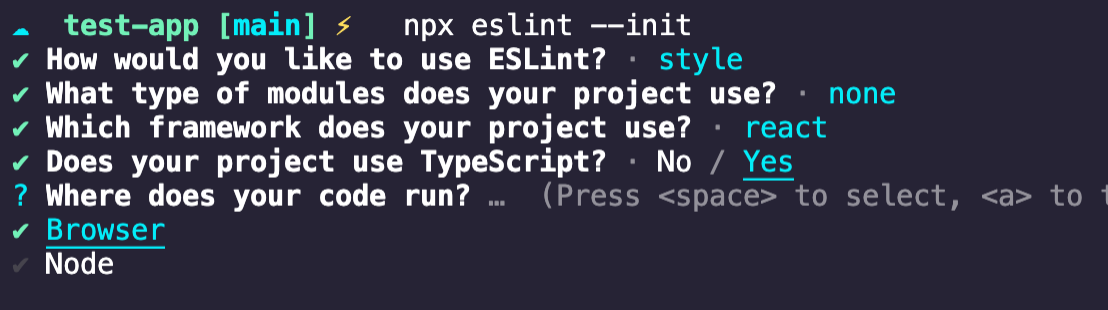 test-app [main] ⚡ npx eslint --init
✔ How would you like to use ESLint? · style
✔ What type of modules does your project use? · none
✔ Which framework does your project use? · react
✔ Does your project use TypeScript? · No / Yes
? Where does your code run? … (Press <space> to select, <a> to
✔ Browser
✔ Node